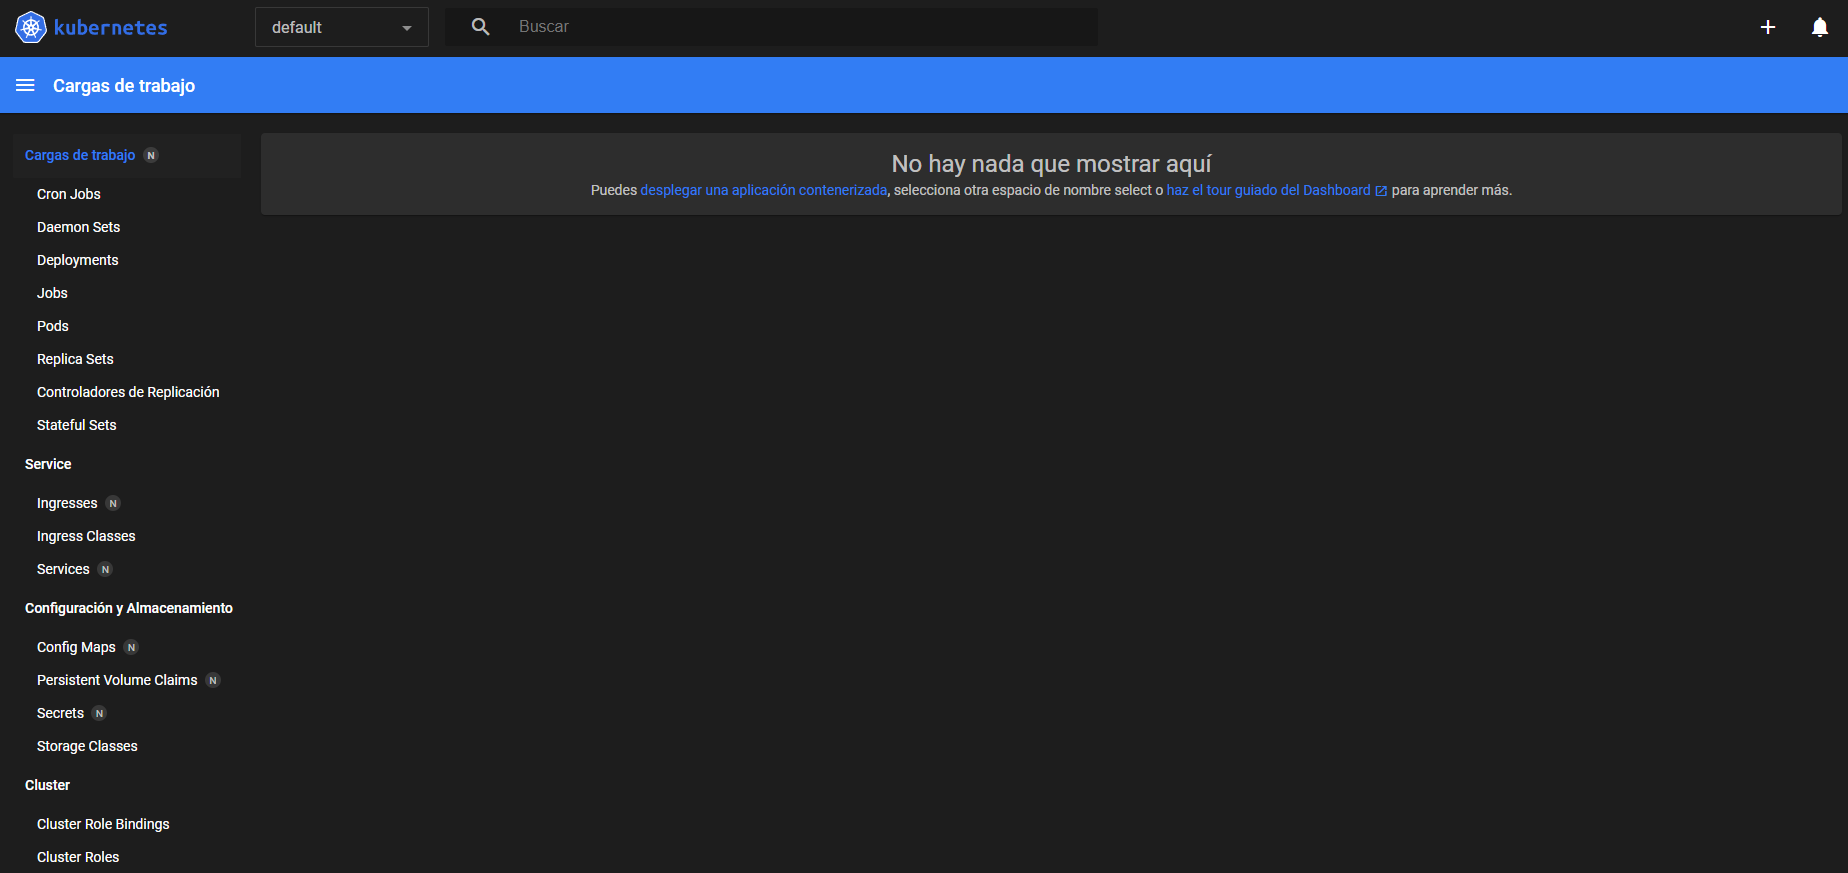 kubernetes
default
Buscar
Cargas de trabajo
Cargas de trabajo N
Cron Jobs
Daemon Sets
Deployments
Jobs
Pods
Replica Sets
Controladores de Replicación
Stateful Sets
Service
Ingresses N
Ingress Classes
Services N
Configuración y Almacenamiento
Config Maps N
Persistent Volume Claims N
Secrets N
Storage Classes
Cluster
Cluster Role Bindings
Cluster Roles
No hay nada que mostrar aquí
Puedes desplegar una aplicación contenerizada, selecciona otra espacio de nombre select o haz el tour guiado del Dashboard para aprender más.